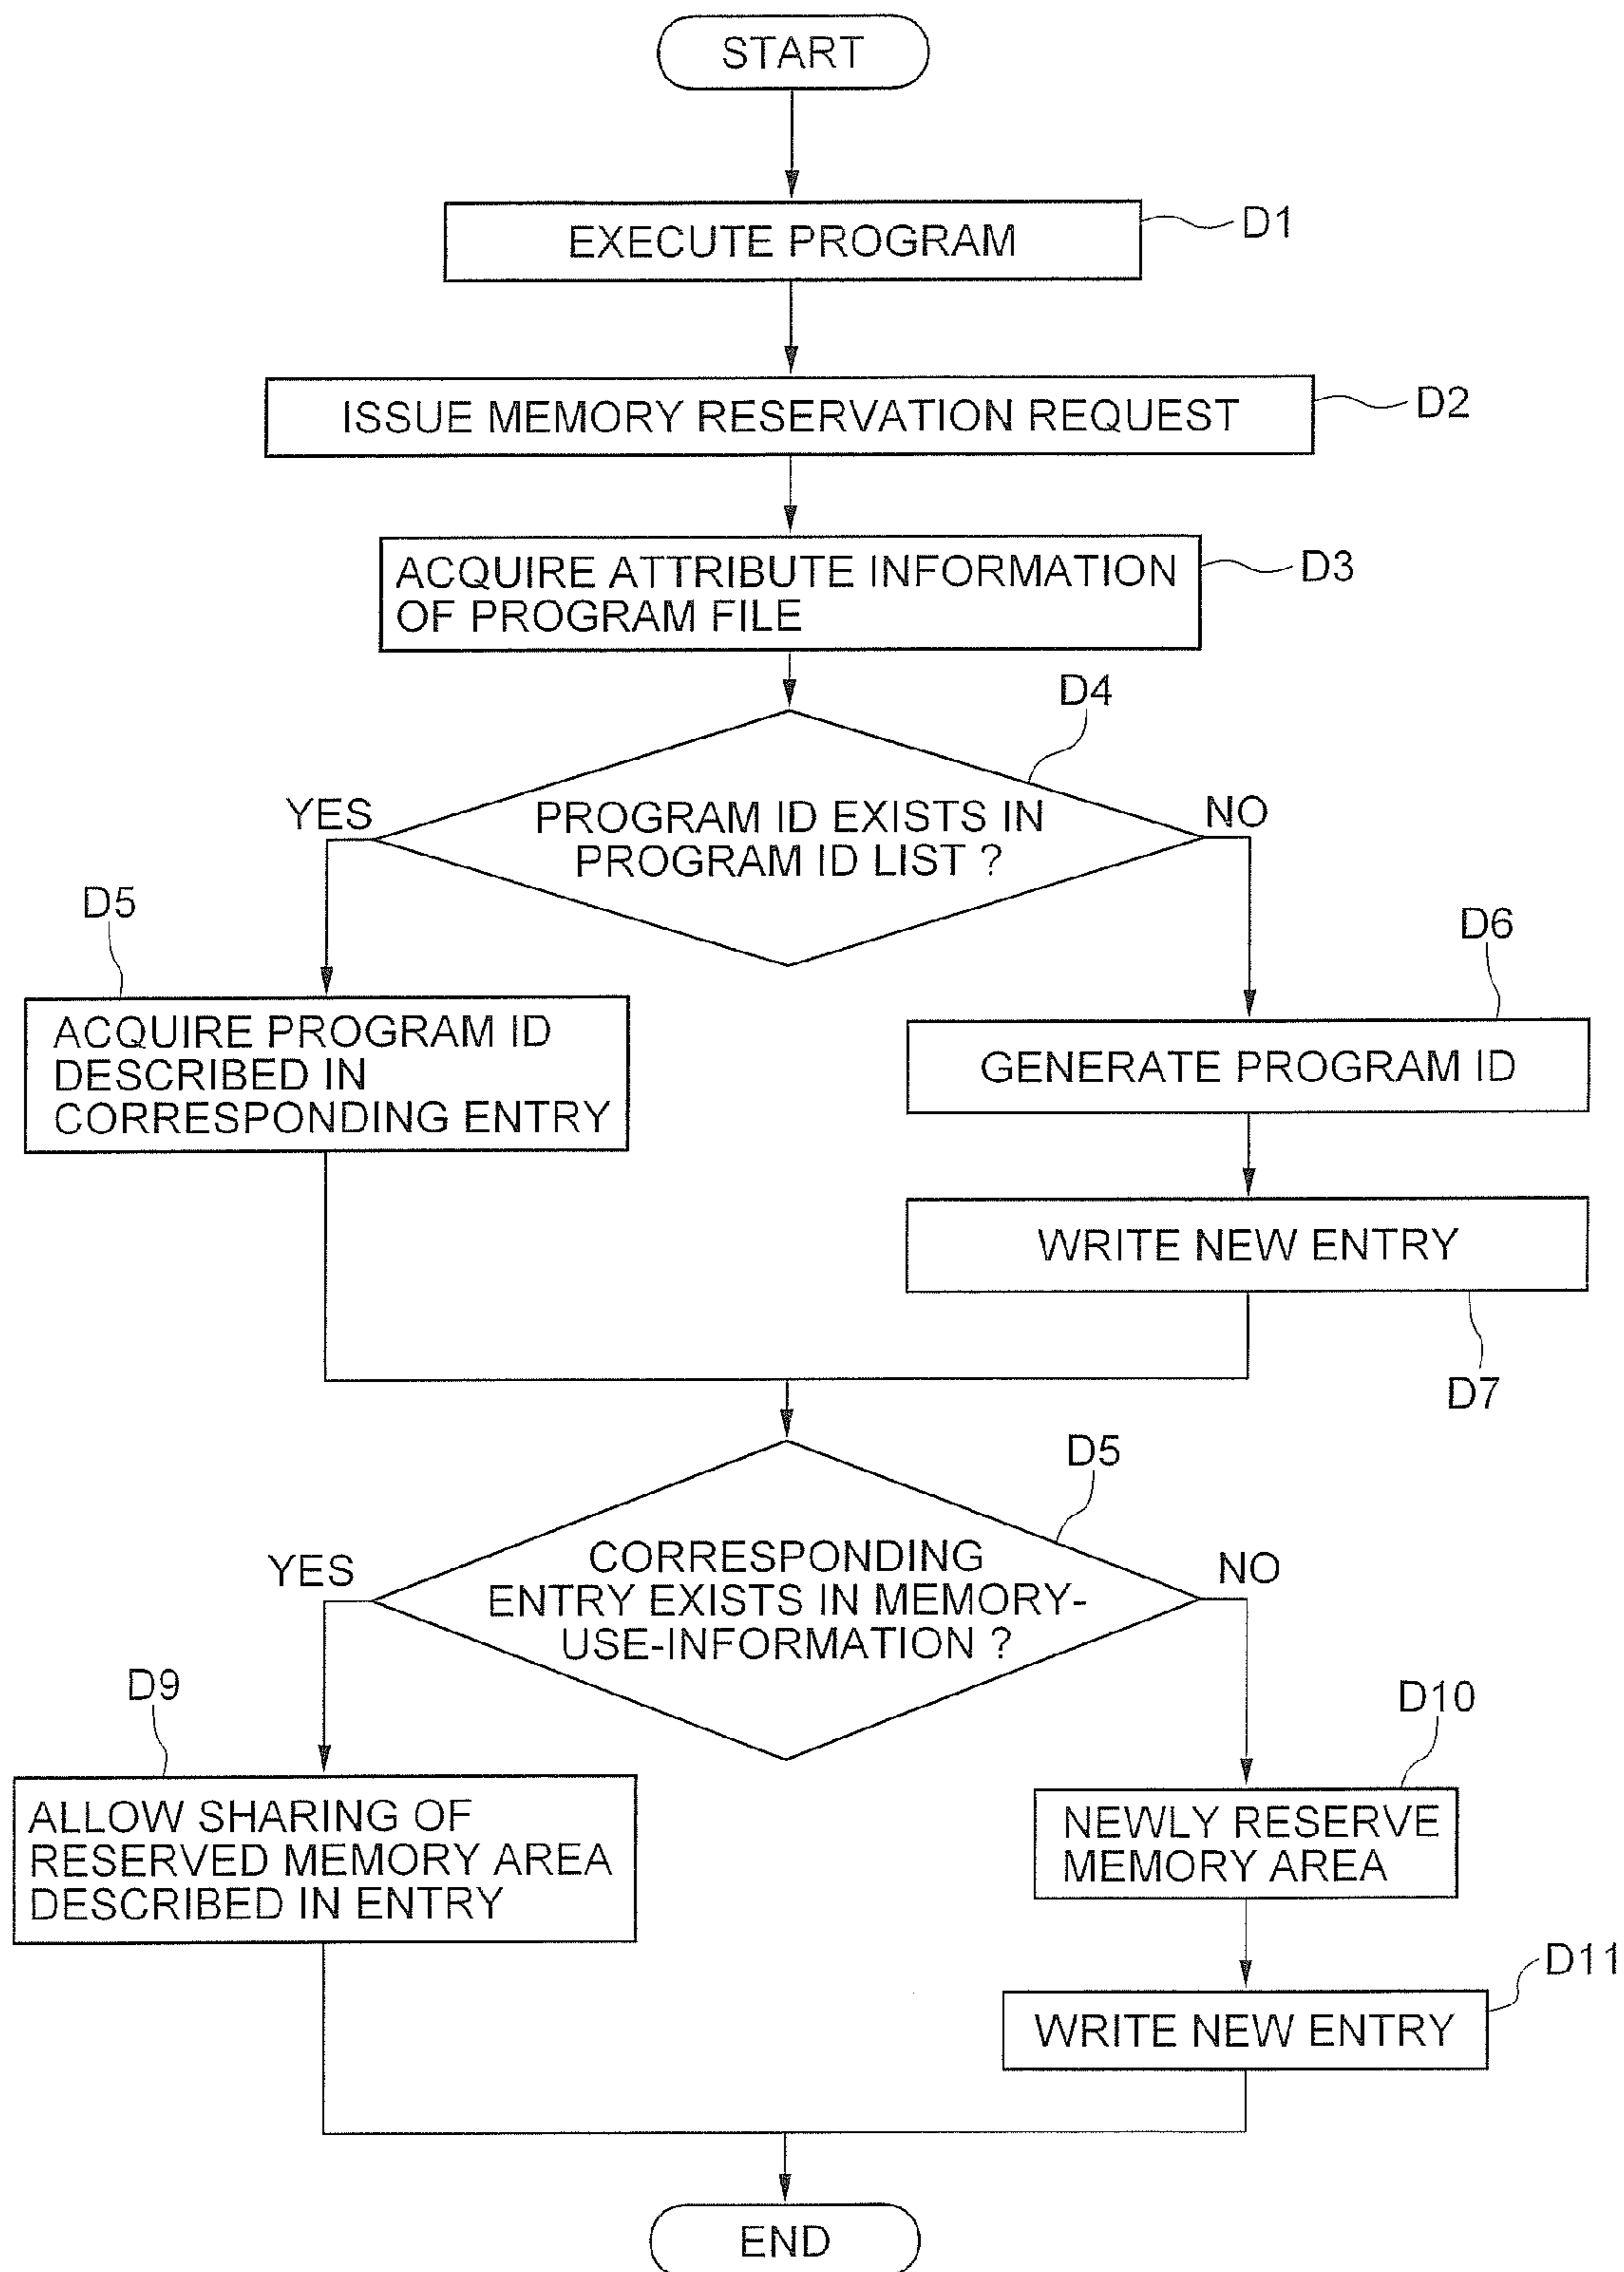 START
EXECUTE PROGRAM
D1
ISSUE MEMORY RESERVATION REQUEST
D2
ACQUIRE ATTRIBUTE INFORMATION
OF PROGRAM FILE
D3
D4
YES
PROGRAM ID EXISTS IN
PROGRAM ID LIST ?
NO
D5
ACQUIRE PROGRAM ID
DESCRIBED IN
CORRESPONDING ENTRY
D6
GENERATE PROGRAM ID
WRITE NEW ENTRY
D7
D5
YES
CORRESPONDING
ENTRY EXISTS IN MEMORY-
USE-INFORMATION ?
NO
D9
ALLOW SHARING OF
RESERVED MEMORY AREA
DESCRIBED IN ENTRY
D10
NEWLY RESERVE
MEMORY AREA
D11
WRITE NEW ENTRY
END